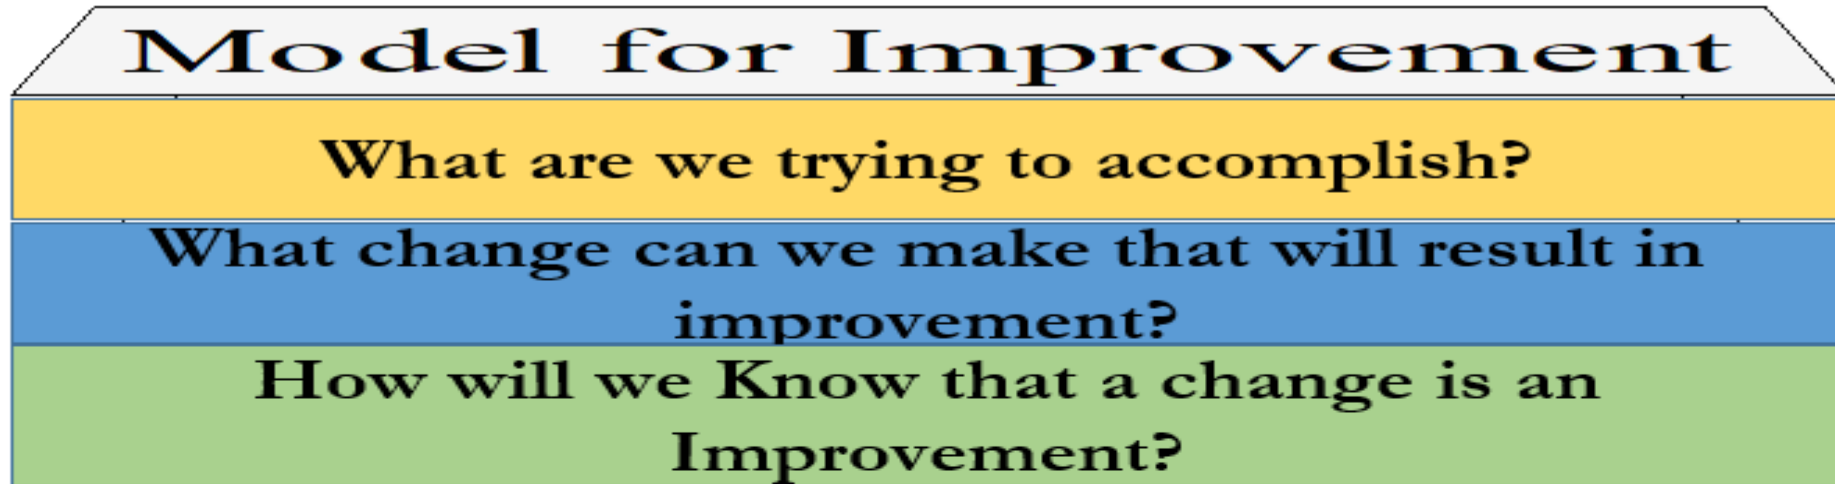 Model for Improvement
What are we trying to accomplish?
What change can we make that will result in
improvement?
How will we Know that a change is an
Improvement?